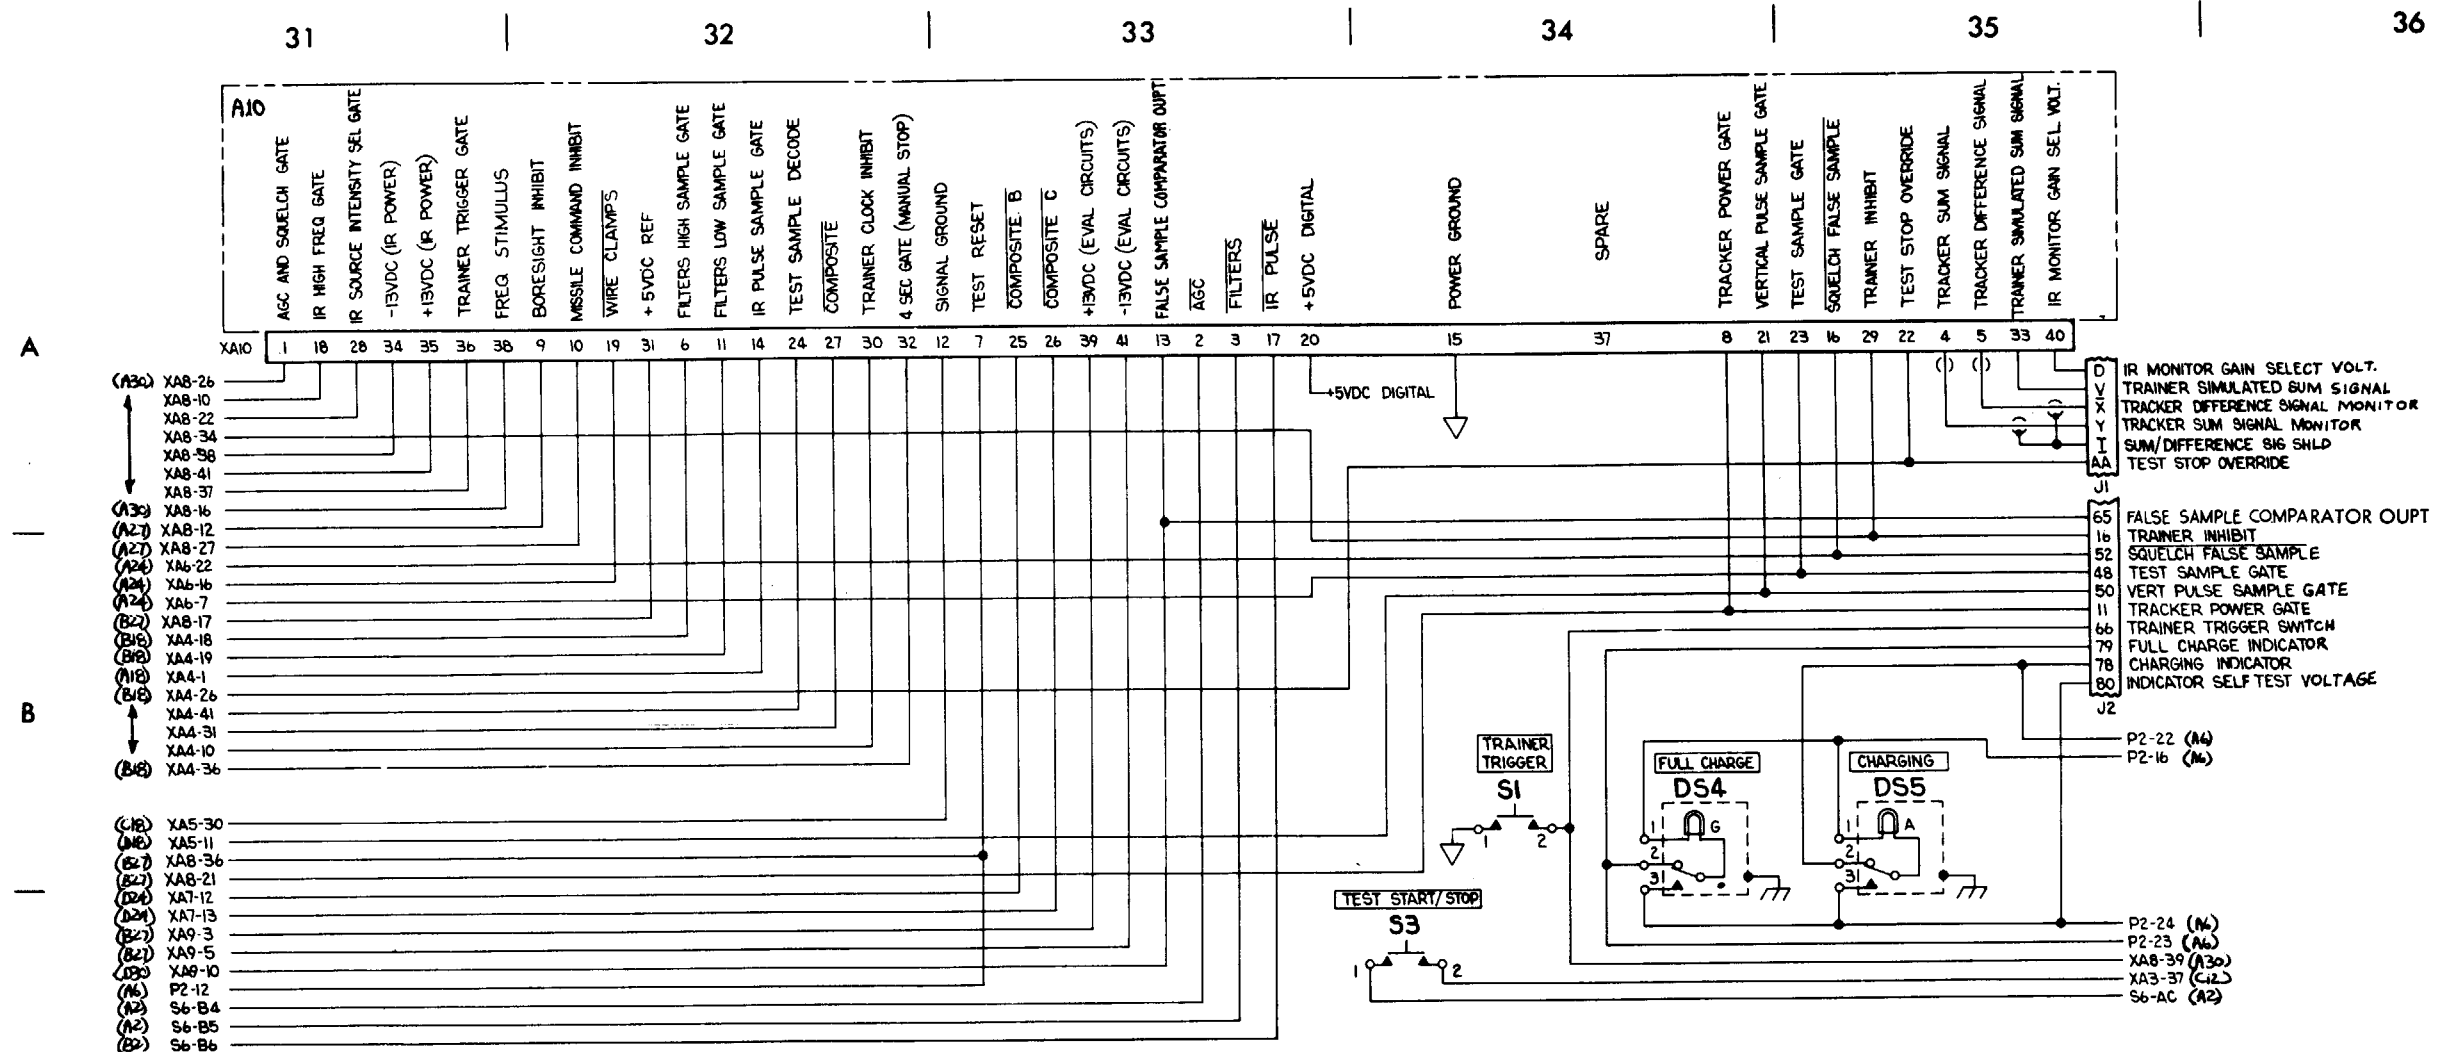 31 32 33 34 35 36
A10
AGC AND SQUELCH GATE
IR HIGH FREQ GATE
IR SOURCE INTENSITY SEL GATE
-13VDC (IR POWER)
+13VDC (IR POWER)
TRAINER TRIGGER GATE
FREQ STIMULUS
BORESIGHT INHIBIT
MISSILE COMMAND INHIBIT
WIRE CLAMPS
+5VDC REF
FILTERS HIGH SAMPLE GATE
FILTERS LOW SAMPLE GATE
IR PULSE SAMPLE GATE
TEST SAMPLE DECODE
COMPOSITE
TRAINER CLOCK INHIBIT
4 SEC GATE (MANUAL STOP)
SIGNAL GROUND
TEST RESET
COMPOSITE B
COMPOSITE C
+13VDC (EVAL CIRCUITS)
-13VDC (EVAL CIRCUITS)
FALSE SAMPLE COMPARATOR OUPT
AGC
FILTERS
IR PULSE
+5VDC DIGITAL
POWER GROUND
SPARE
TRACKER POWER GATE
VERTICAL PULSE SAMPLE GATE
TEST SAMPLE GATE
SQUELCH FALSE SAMPLE
TRAINER INHIBIT
TEST STOP OVERRIDE
TRACKER SUM SIGNAL
TRACKER DIFFERENCE SIGNAL
TRAINER SIMULATED SUM SIGNAL
IR MONITOR GAIN SEL VOLT.
A
XA10 1 18 28 34 35 36 38 9 10 19 31 6 11 14 24 27 30 32 12 7 25 26 39 41 13 2 3 17 20 15 37 8 21 23 16 29 22 4 5 33 40
(A30) XA8-26
XA8-10
XA8-22
XA8-34
XA8-38
XA8-41
XA8-37
(A30) XA8-16
(A27) XA8-12
(A27) XA8-27
(A24) XA6-22
(A24) XA6-16
(A24) XA6-7
(B27) XA8-17
(B18) XA4-18
(B18) XA4-19
(A18) XA4-1
(B18) XA4-26
XA4-41
XA4-31
XA4-10
(B18) XA4-36
B
(C18) XA5-30
XA5-11
(B27) XA8-36
(B27) XA8-21
(D24) XA7-12
(D24) XA7-13
(B27) XA9-3
(B27) XA9-5
(D30) XA9-10
(A6) P2-12
(A2) S6-B4
(A2) S6-B5
(B2) S6-B6
+5VDC DIGITAL
D IR MONITOR GAIN SELECT VOLT.
V TRAINER SIMULATED SUM SIGNAL
X TRACKER DIFFERENCE SIGNAL MONITOR
Y TRACKER SUM SIGNAL MONITOR
I SUM/DIFFERENCE SIG SHLD
AA TEST STOP OVERRIDE
J1
65 FALSE SAMPLE COMPARATOR OUPT
16 TRAINER INHIBIT
52 SQUELCH FALSE SAMPLE
48 TEST SAMPLE GATE
50 VERT PULSE SAMPLE GATE
11 TRACKER POWER GATE
66 TRAINER TRIGGER SWITCH
79 FULL CHARGE INDICATOR
78 CHARGING INDICATOR
80 INDICATOR SELF TEST VOLTAGE
J2
P2-22 (A6)
P2-16 (A6)
TRAINER
TRIGGER
S1
1 2
FULL CHARGE
DS4
1 G
2
3
CHARGING
DS5
1 A
2
3
TEST START/STOP
S3
1 2
P2-24 (A6)
P2-23 (A6)
XA8-39 (A30)
XA3-37 (C12)
S6-AC (A2)